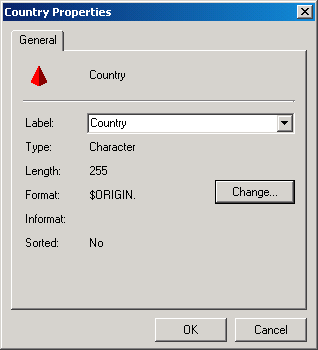 Country Properties
General
Country
Label: Country
Type: Character
Length: 255
Format: $ORIGIN.
Change...
Informat:
Sorted: No
OK Cancel